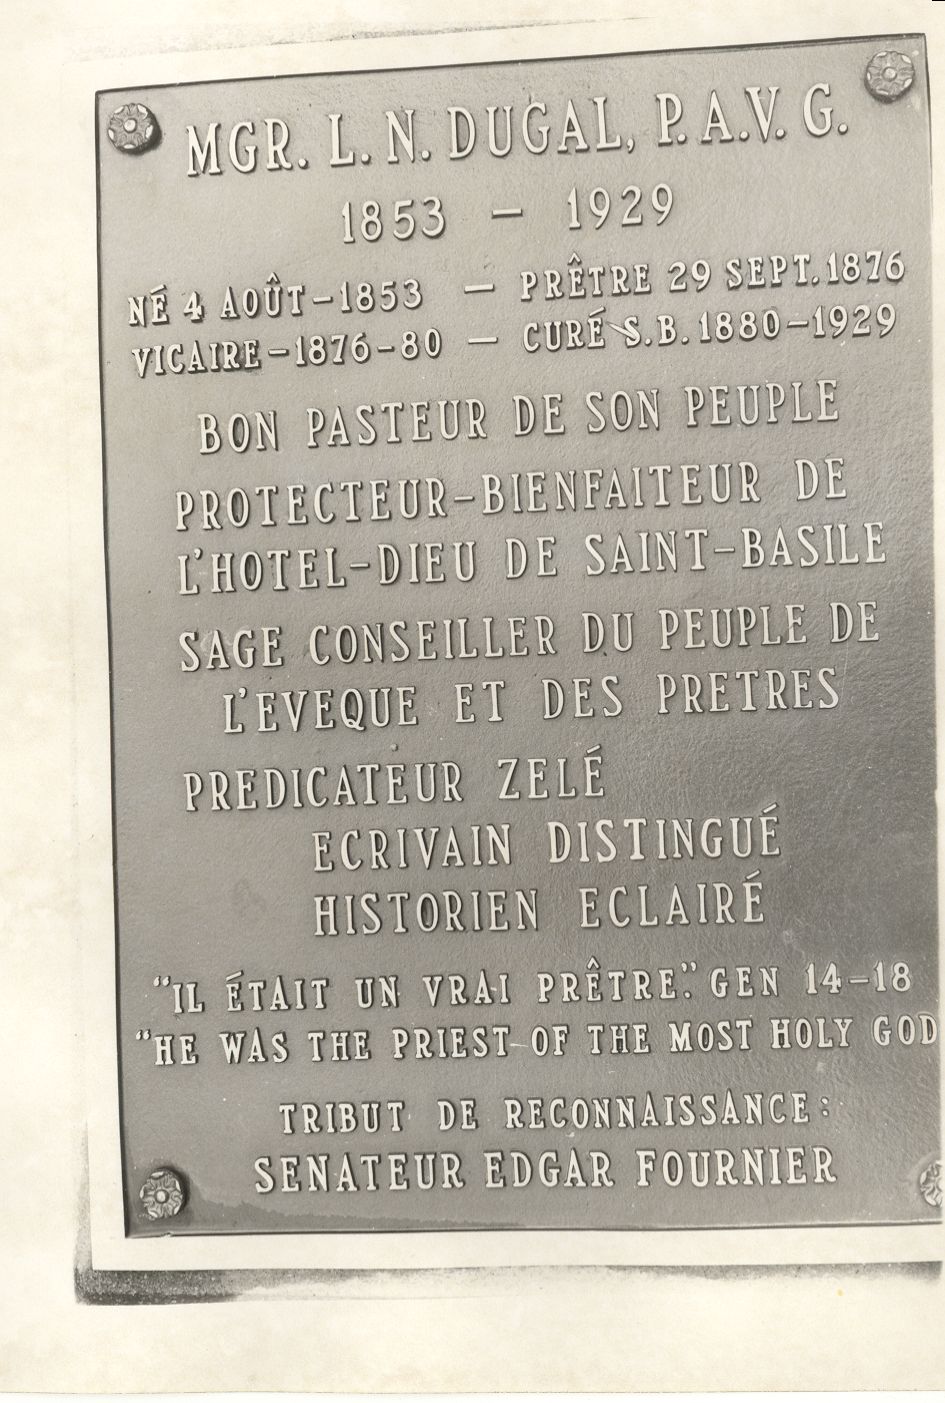 MGR. L. N. DUGAL, P. A. V. G.
1853 – 1929
NÉ 4 AOÛT – 1853 – PRÊTRE 29 SEPT. 1876
VICAIRE – 1876 – 80 – CURÉ S.B. 1880 – 1929
BON PASTEUR DE SON PEUPLE
PROTECTEUR – BIENFAITEUR DE
L'HOTEL-DIEU DE SAINT-BASILE
SAGE CONSEILLER DU PEUPLE DE
L'EVEQUE ET DES PRETRES
PREDICATEUR ZELÉ
ECRIVAIN DISTINGUÉ
HISTORIEN ECLAIRÉ
"IL ÉTAIT UN VRAI PRÊTRE." GEN 14-18
"HE WAS THE PRIEST OF THE MOST HOLY GOD
TRIBUT DE RECONNAISSANCE :
SENATEUR EDGAR FOURNIER